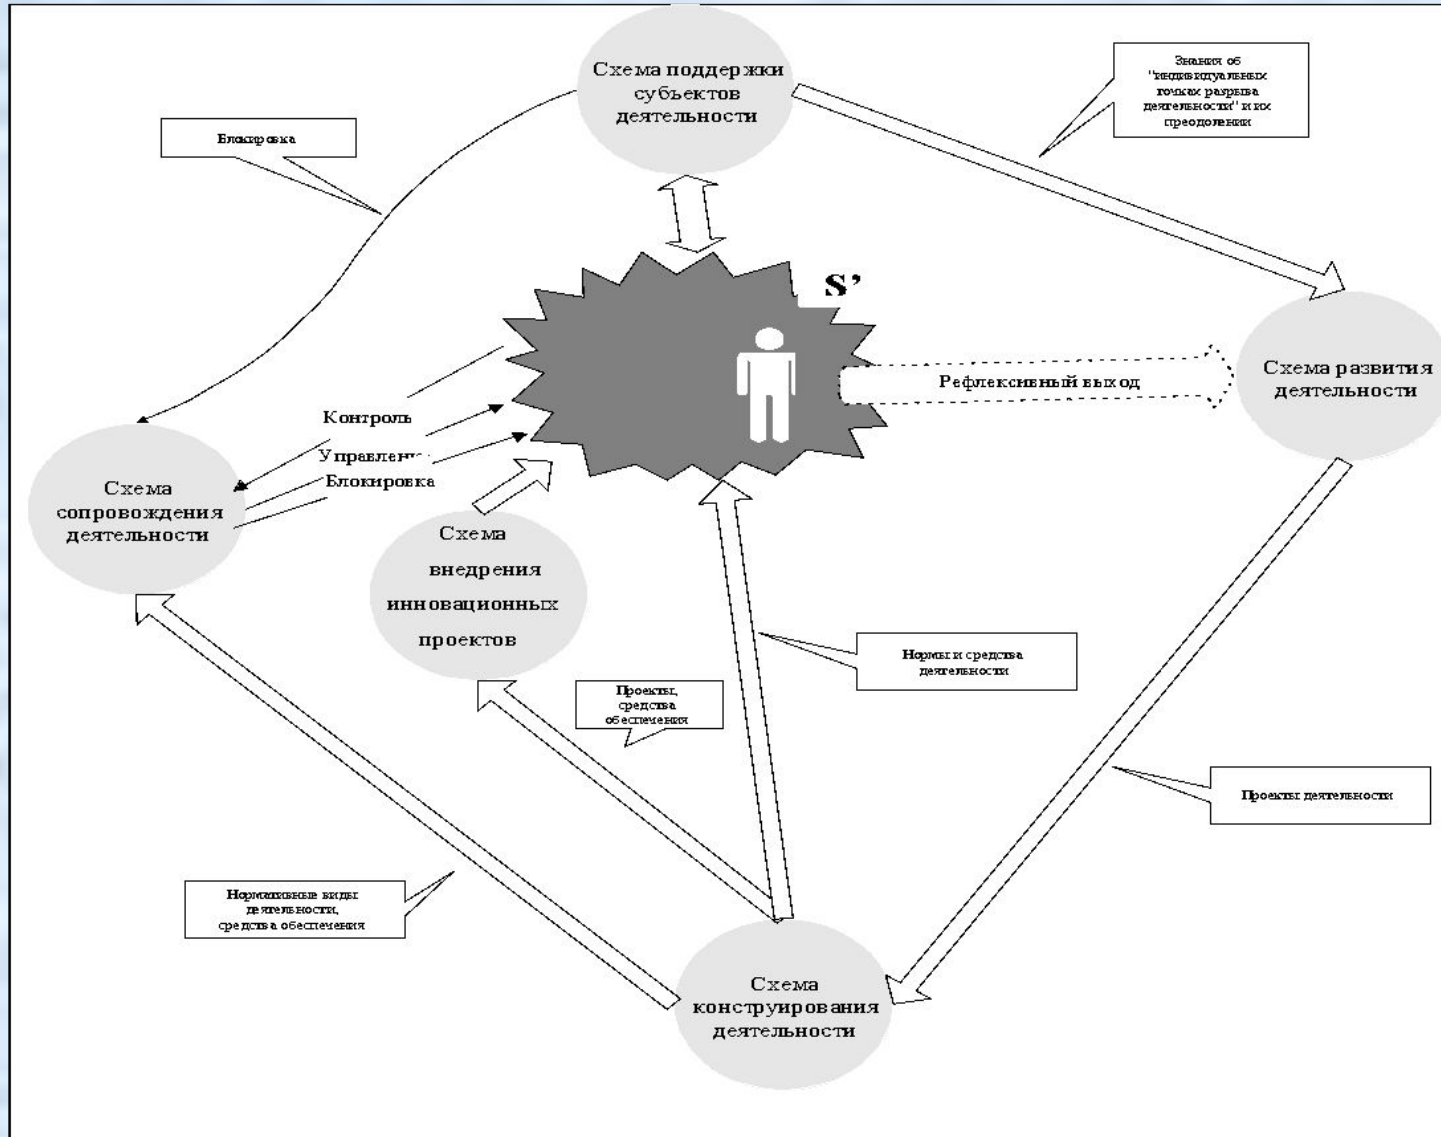 Схема поддержки
субъектов
деятельности
Знания об
"индивидуальных
точках разрыва
деятельности" и их
преодолении
Блокировка
S’
Рефлексивный выход
Схема развития
деятельности
Контроль
Управлени
Блокировка
Схема
сопровождения
деятельности
Схема
внедрения
инновационных
проектов
Нормы и средства
деятельности
Проекты,
средства
обеспечения
Проекты деятельности
Нормативные виды
деятельности,
средства обеспечения
Схема
конструирования
деятельности